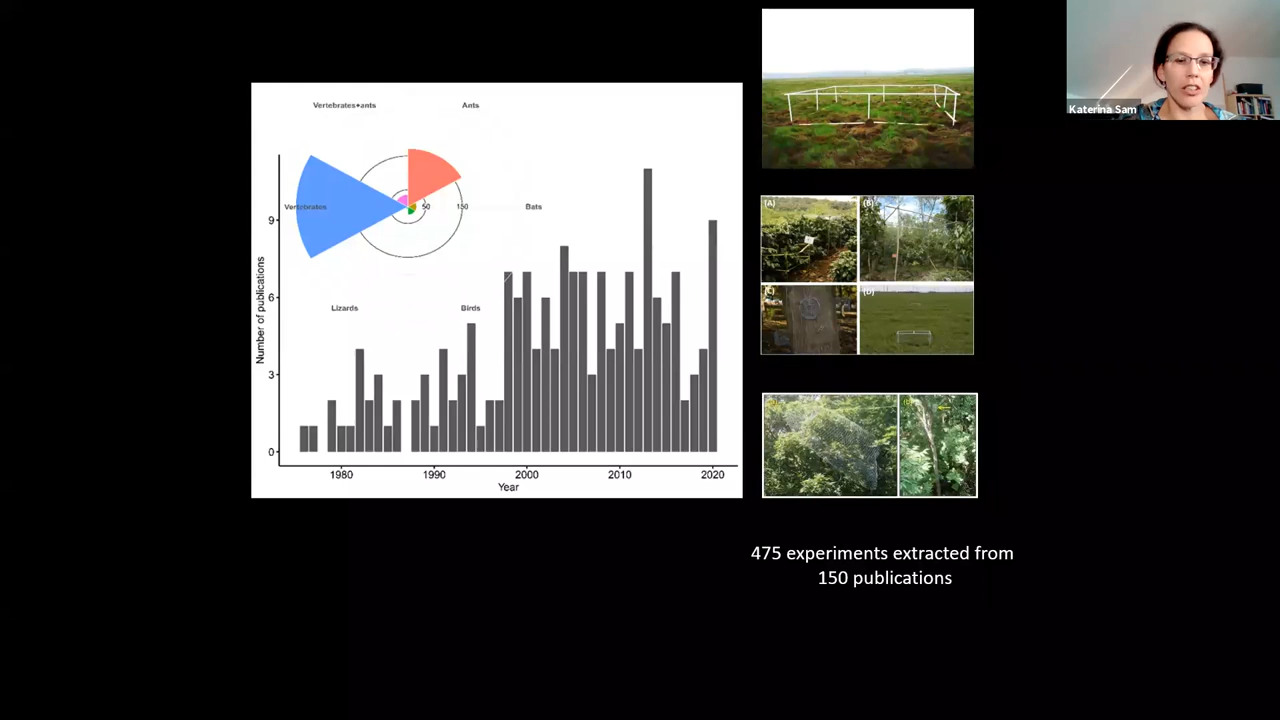 Vertebrates+ants
Ants
Vertebrates
50
150
Bats
Lizards
Birds
Number of publications
9
6
3
0
1980
1990
2000
2010
2020
Year
(A)
(B)
(C)
(D)
Katerina Sam
475 experiments extracted from
150 publications